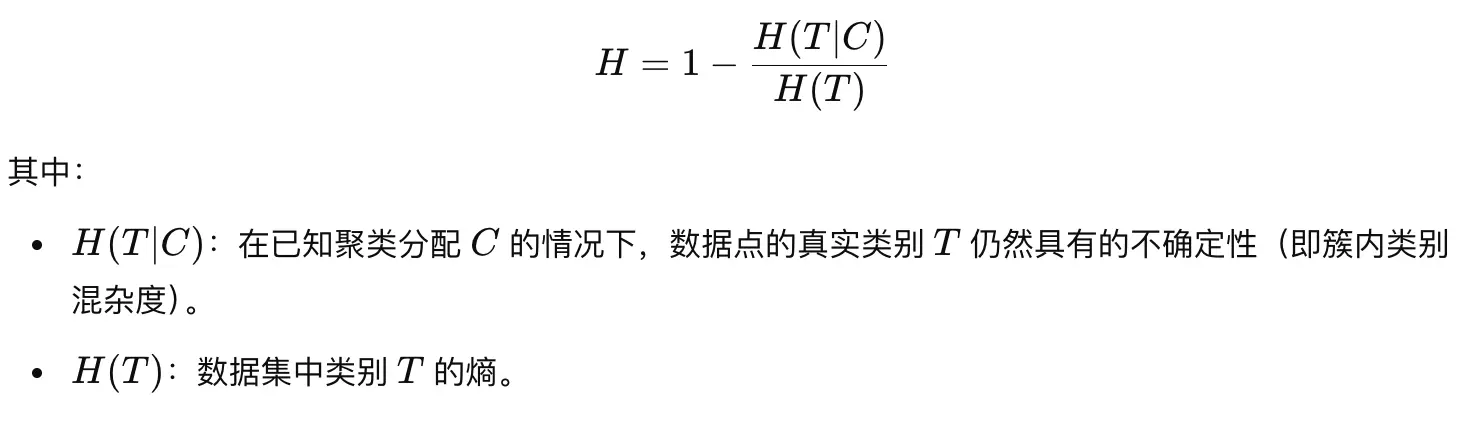 H = 1 − H(T|C) / H(T)
其中：
• H(T|C)：在已知聚类分配 C 的情况下，数据点的真实类别 T 仍然具有的不确定性（即簇内类别
混杂度）。
• H(T)：数据集中类别 T 的熵。